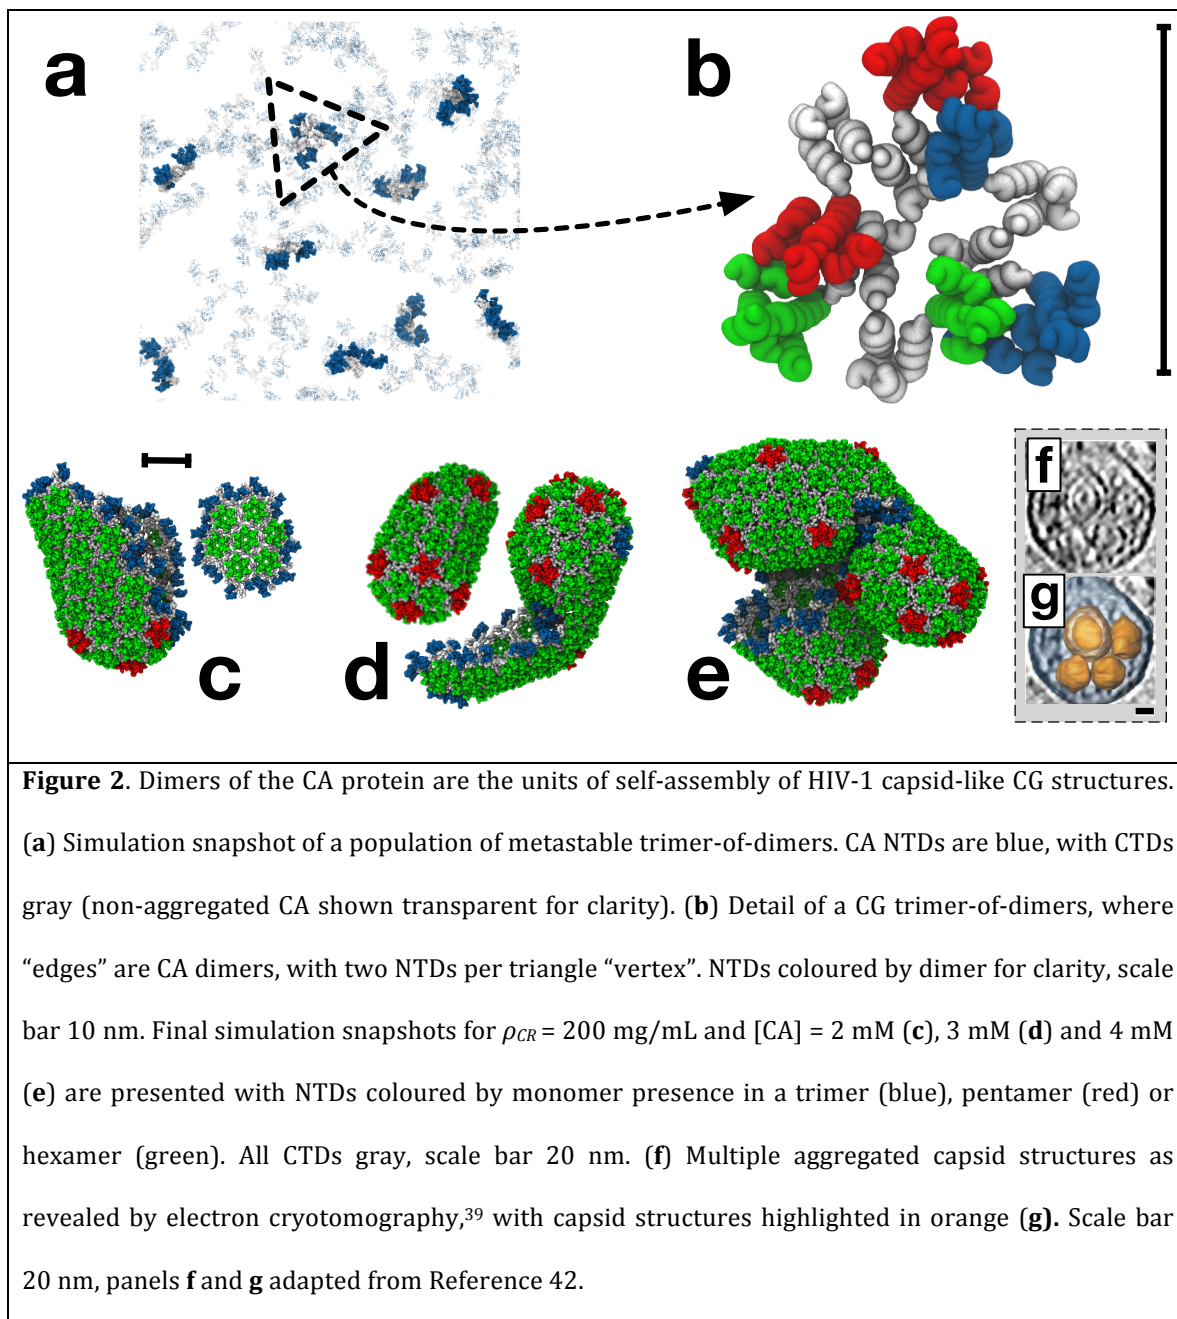 a
b
c
d
e
f
g
Figure 2. Dimers of the CA protein are the units of self-assembly of HIV-1 capsid-like CG structures.
(a) Simulation snapshot of a population of metastable trimer-of-dimers. CA NTDs are blue, with CTDs
gray (non-aggregated CA shown transparent for clarity). (b) Detail of a CG trimer-of-dimers, where
“edges” are CA dimers, with two NTDs per triangle “vertex”. NTDs coloured by dimer for clarity, scale
bar 10 nm. Final simulation snapshots for ρCR = 200 mg/mL and [CA] = 2 mM (c), 3 mM (d) and 4 mM
(e) are presented with NTDs coloured by monomer presence in a trimer (blue), pentamer (red) or
hexamer (green). All CTDs gray, scale bar 20 nm. (f) Multiple aggregated capsid structures as
revealed by electron cryotomography,39 with capsid structures highlighted in orange (g). Scale bar
20 nm, panels f and g adapted from Reference 42.